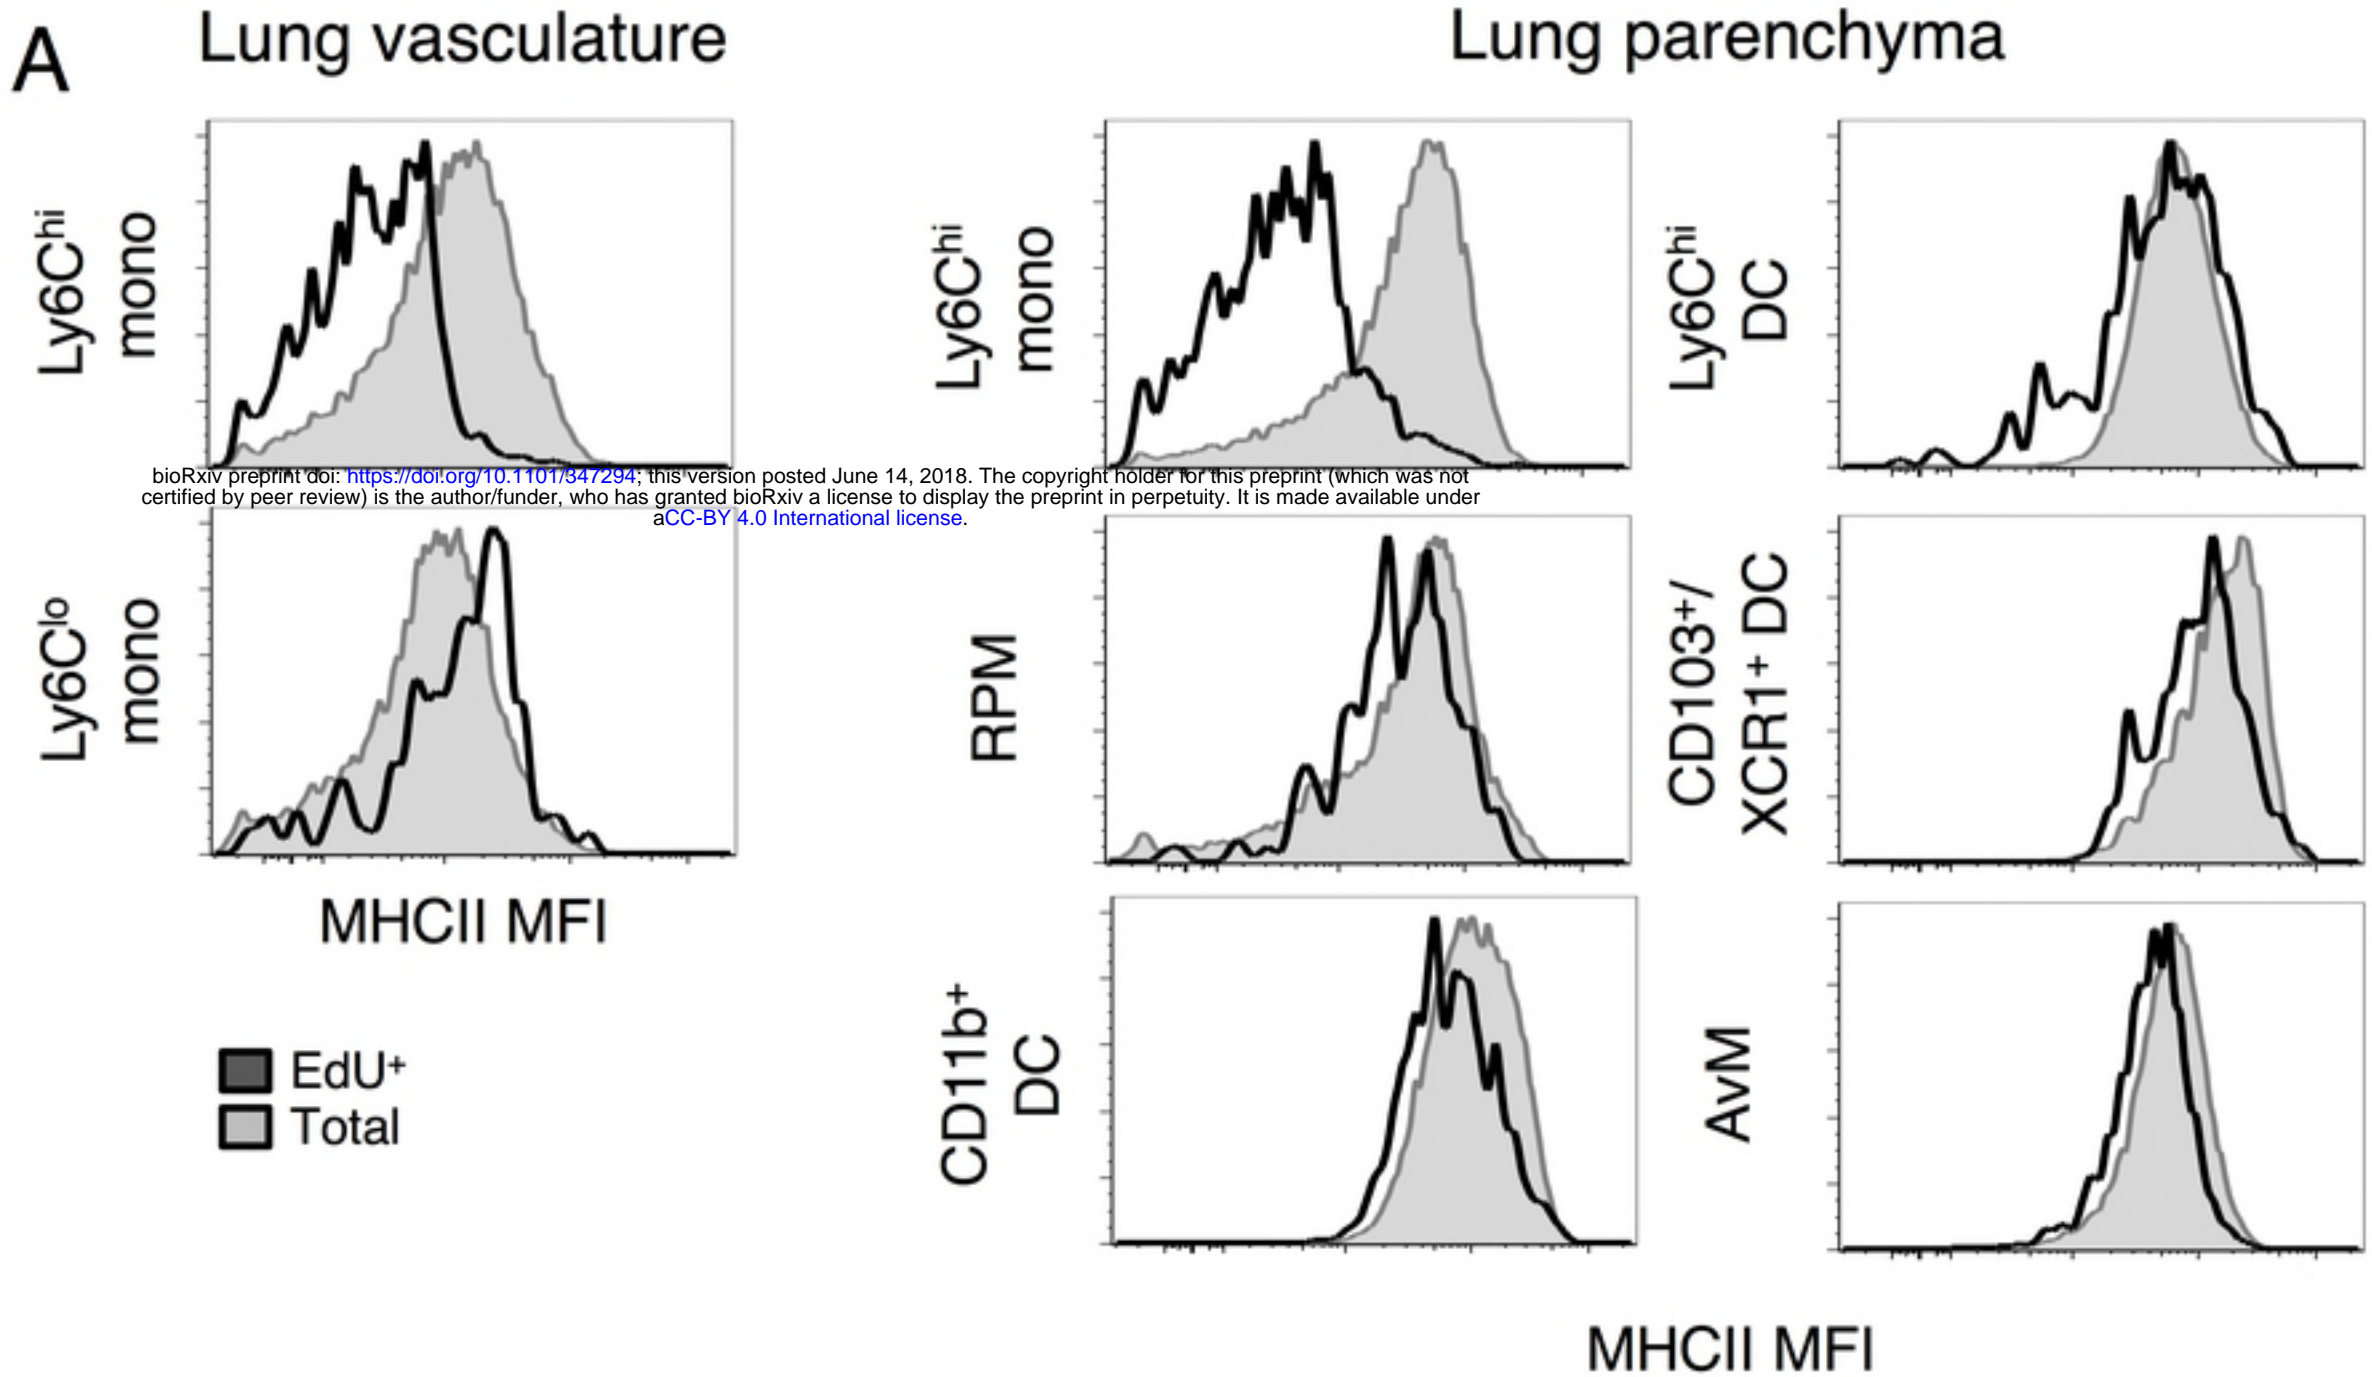 A
Lung vasculature
Lung parenchyma
Ly6Chi
mono
Ly6Chi
mono
Ly6Chi
DC
bioRxiv preprint doi: https://doi.org/10.1101/347294; this version posted June 14, 2018. The copyright holder for this preprint (which was not
certified by peer review) is the author/funder, who has granted bioRxiv a license to display the preprint in perpetuity. It is made available under
aCC-BY 4.0 International license.
Ly6Clo
mono
RPM
CD103+/
XCR1+ DC
MHCII MFI
CD11b+
DC
AvM
EdU+
Total
MHCII MFI